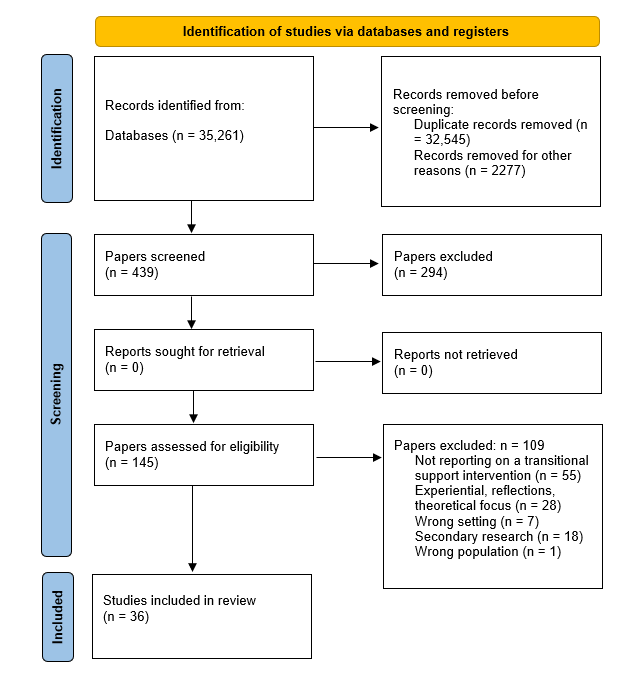 Identification of studies via databases and registers
Identification
Records identified from:
Databases (n = 35,261)
Records removed before
screening:
Duplicate records removed (n
= 32,545)
Records removed for other
reasons (n = 2277)
Screening
Papers screened
(n = 439)
Papers excluded
(n = 294)
Reports sought for retrieval
(n = 0)
Reports not retrieved
(n = 0)
Papers assessed for eligibility
(n = 145)
Papers excluded: n = 109
Not reporting on a transitional
support intervention (n = 55)
Experiential, reflections,
theoretical focus (n = 28)
Wrong setting (n = 7)
Secondary research (n = 18)
Wrong population (n = 1)
Included
Studies included in review
(n = 36)